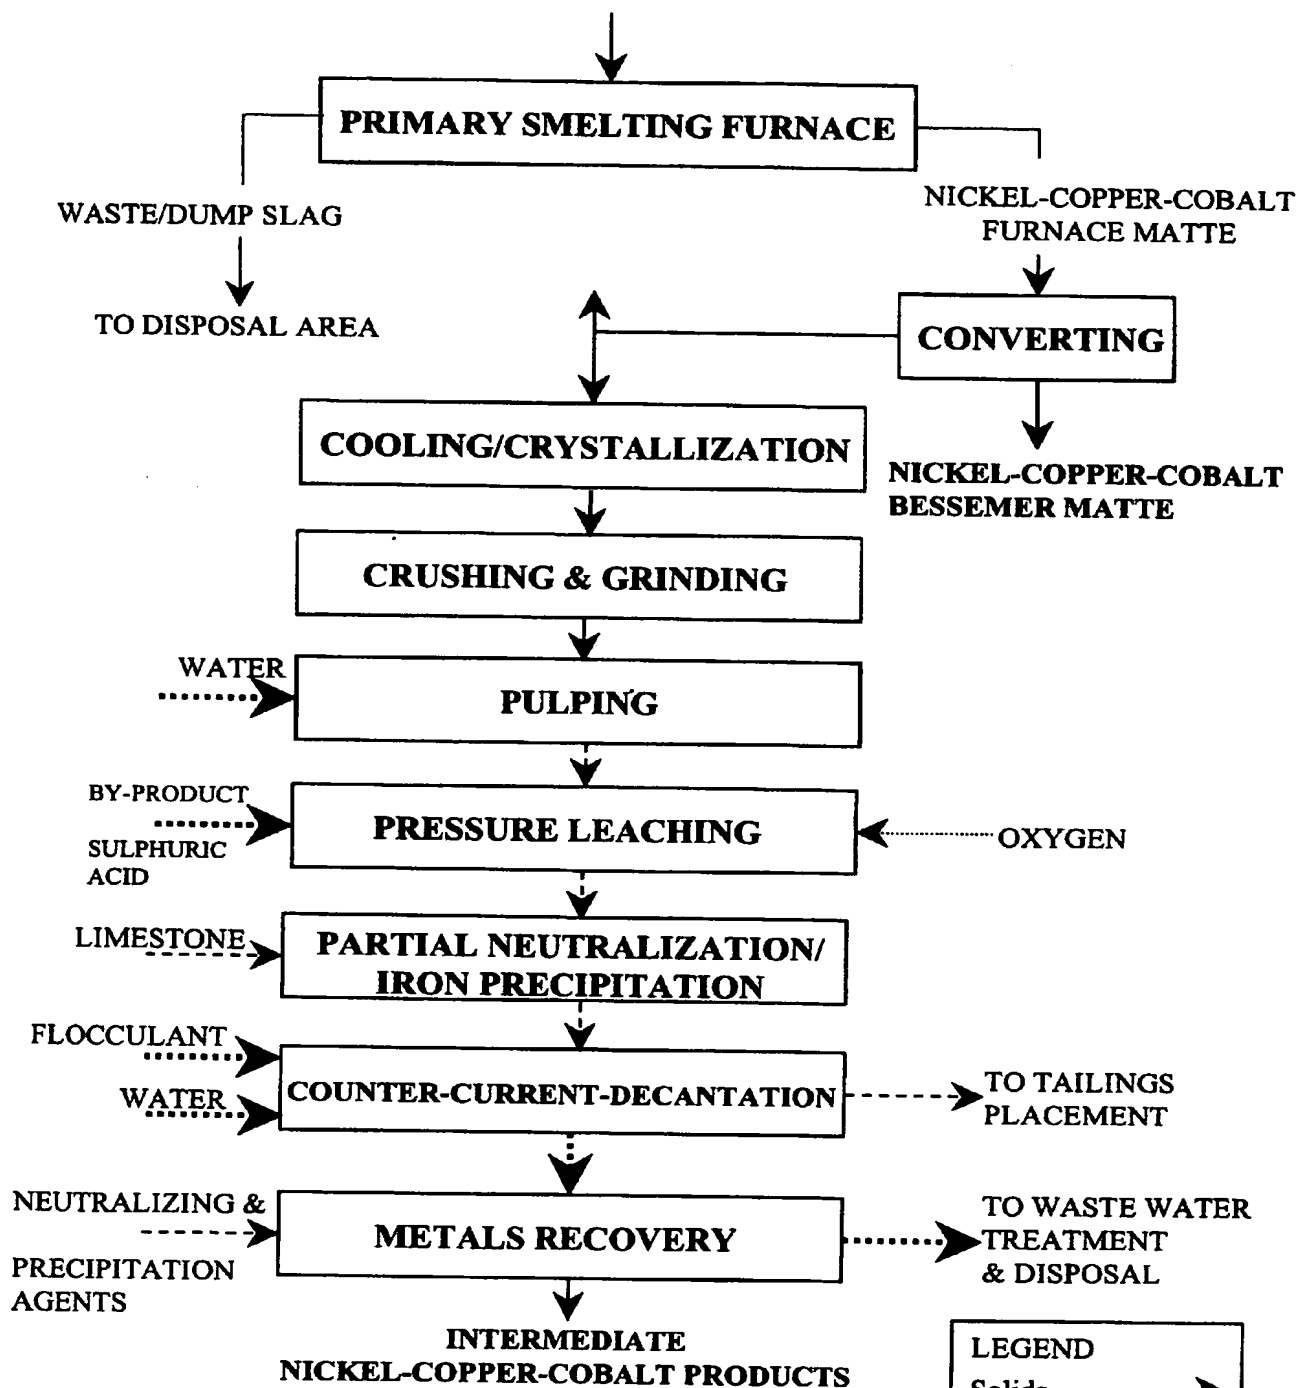 PRIMARY SMELTING FURNACE
WASTE/DUMP SLAG
NICKEL-COPPER-COBALT
FURNACE MATTE
TO DISPOSAL AREA
CONVERTING
COOLING/CRYSTALLIZATION
NICKEL-COPPER-COBALT
BESSEMER MATTE
CRUSHING & GRINDING
WATER
PULPING
BY-PRODUCT
SULPHURIC
ACID
PRESSURE LEACHING
OXYGEN
LIMESTONE
PARTIAL NEUTRALIZATION/
IRON PRECIPITATION
FLOCCULANT
WATER
COUNTER-CURRENT-DECANTATION
TO TAILINGS
PLACEMENT
NEUTRALIZING &
PRECIPITATION
AGENTS
METALS RECOVERY
TO WASTE WATER
TREATMENT
& DISPOSAL
INTERMEDIATE
NICKEL-COPPER-COBALT PRODUCTS
LEGEND
Solids